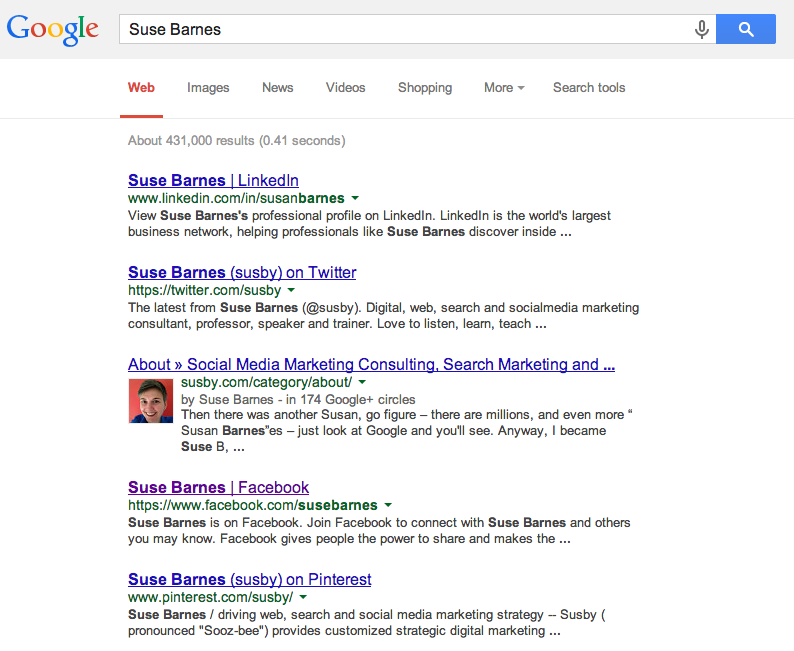 Google
Suse Barnes
Web Images News Videos Shopping More Search tools
About 431,000 results (0.41 seconds)
Suse Barnes | LinkedIn
www.linkedin.com/in/susanbarnes
View Suse Barnes's professional profile on LinkedIn. LinkedIn is the world's largest
business network, helping professionals like Suse Barnes discover inside ...
Suse Barnes (susby) on Twitter
https://twitter.com/susby
The latest from Suse Barnes (@susby). Digital, web, search and socialmedia marketing
consultant, professor, speaker and trainer. Love to listen, learn, teach ...
About » Social Media Marketing Consulting, Search Marketing and ...
susby.com/category/about/
by Suse Barnes - in 174 Google+ circles
Then there was another Susan, go figure – there are millions, and even more “
Susan Barnes”es – just look at Google and you'll see. Anyway, I became
Suse B, ...
Suse Barnes | Facebook
https://www.facebook.com/susebarnes
Suse Barnes is on Facebook. Join Facebook to connect with Suse Barnes and others
you may know. Facebook gives people the power to share and makes the ...
Suse Barnes (susby) on Pinterest
www.pinterest.com/susby/
Suse Barnes / driving web, search and social media marketing strategy -- Susby (
pronounced "Sooz-bee") provides customized strategic digital marketing ...